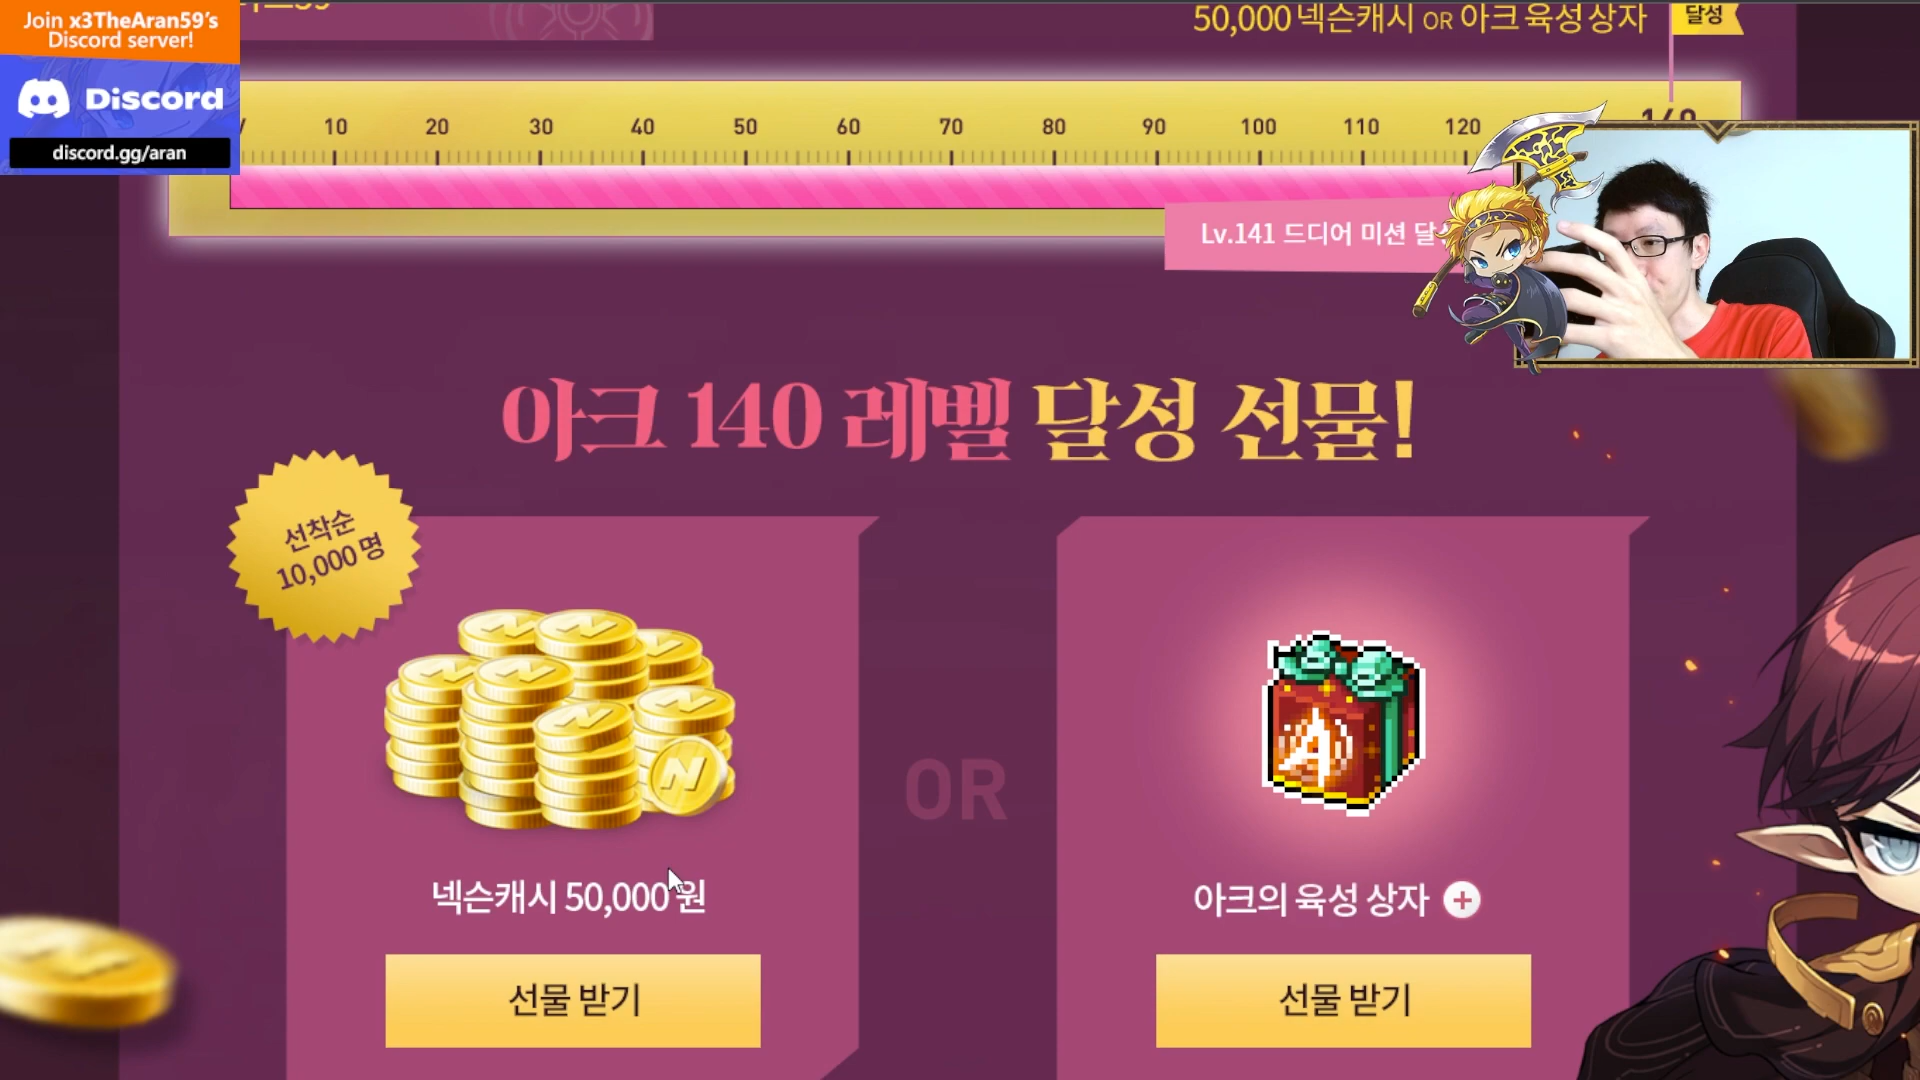 Join x3TheAran59's
Discord server!
Discord
discord.gg/aran
50,000 넥슨캐시 OR 아크 육성 상자
달성
10 20 30 40 50 60 70 80 90 100 110 120
Lv.141 드디어 미션
아크 140 레벨 달성 선물!
선착순
10,000 명
OR
넥슨캐시 50,000 원
아크의 육성 상자 +
선물 받기
선물 받기